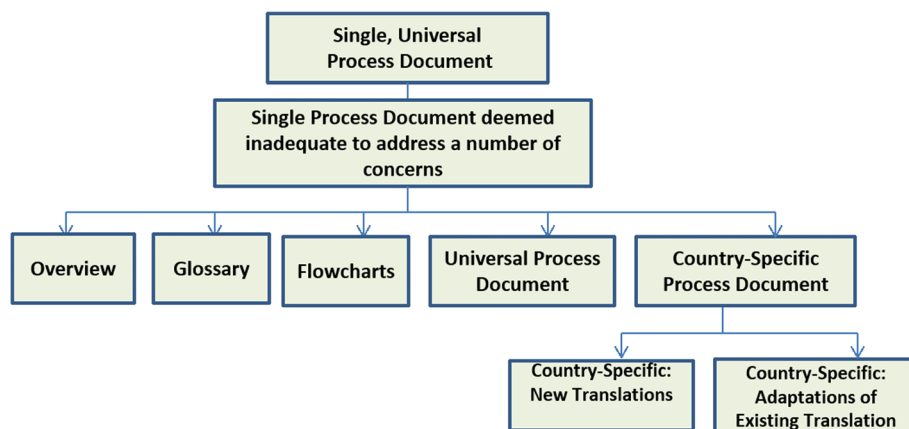 Single, Universal
Process Document
Single Process Document deemed
inadequate to address a number of
concerns
Overview
Glossary
Flowcharts
Universal Process
Document
Country-Specific
Process Document
Country-Specific:
New Translations
Country-Specific:
Adaptations of
Existing Translation